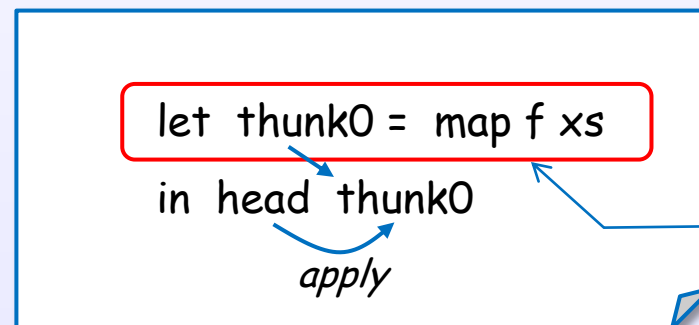 let thunk0 = map f xs
in head thunk0
apply